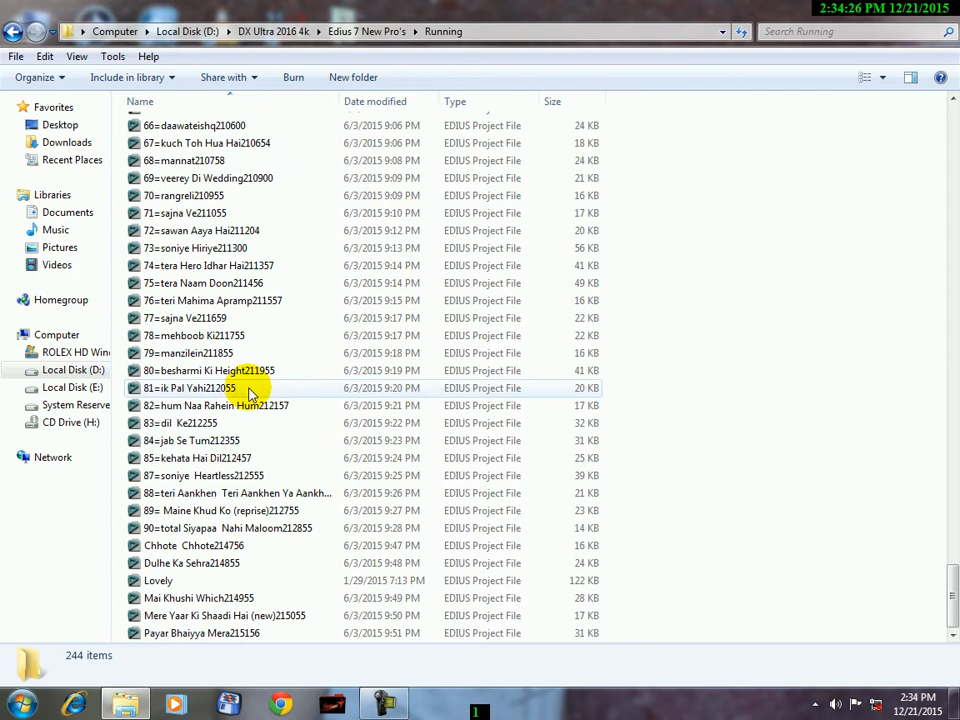 2:34:26 PM 12/21/2015
Computer ▸ Local Disk (D:) ▸ DX Ultra 2016 4k ▸ Edius 7 New Pro's ▸ Running
Search Running
File Edit View Tools Help
Organize Include in library Share with Burn New folder
Name Date modified Type Size
66=daawateishq210600 6/3/2015 9:06 PM EDIUS Project File 24 KB
67=kuch Toh Hua Hai210654 6/3/2015 9:06 PM EDIUS Project File 18 KB
68=mannat210758 6/3/2015 9:08 PM EDIUS Project File 24 KB
69=veerey Di Wedding210900 6/3/2015 9:09 PM EDIUS Project File 21 KB
70=rangreli210955 6/3/2015 9:09 PM EDIUS Project File 16 KB
71=sajna Ve211055 6/3/2015 9:10 PM EDIUS Project File 17 KB
72=sawan Aaya Hai211204 6/3/2015 9:12 PM EDIUS Project File 20 KB
73=soniye Hiriye211300 6/3/2015 9:13 PM EDIUS Project File 56 KB
74=tera Hero Idhar Hai211357 6/3/2015 9:14 PM EDIUS Project File 41 KB
75=tera Naam Doon211456 6/3/2015 9:14 PM EDIUS Project File 49 KB
76=teri Mahima Apramp211557 6/3/2015 9:15 PM EDIUS Project File 16 KB
77=sajna Ve211659 6/3/2015 9:17 PM EDIUS Project File 22 KB
78=mehboob Ki211755 6/3/2015 9:17 PM EDIUS Project File 22 KB
79=manzilein211855 6/3/2015 9:18 PM EDIUS Project File 16 KB
80=besharmi Ki Height211955 6/3/2015 9:19 PM EDIUS Project File 41 KB
81=ik Pal Yahi212055 6/3/2015 9:20 PM EDIUS Project File 20 KB
82=hum Naa Rahein Hum212157 6/3/2015 9:21 PM EDIUS Project File 17 KB
83=dil Ke212255 6/3/2015 9:22 PM EDIUS Project File 32 KB
84=jab Se Tum212355 6/3/2015 9:23 PM EDIUS Project File 31 KB
85=kehata Hai Dil212457 6/3/2015 9:24 PM EDIUS Project File 25 KB
87=soniye Heartless212555 6/3/2015 9:25 PM EDIUS Project File 39 KB
88=teri Aankhen Teri Aankhen Ya Aankh... 6/3/2015 9:26 PM EDIUS Project File 21 KB
89= Maine Khud Ko (reprise)212755 6/3/2015 9:27 PM EDIUS Project File 23 KB
90=total Siyapaa Nahi Maloom212855 6/3/2015 9:28 PM EDIUS Project File 14 KB
Chhote Chhote214756 6/3/2015 9:47 PM EDIUS Project File 16 KB
Dulhe Ka Sehra214855 6/3/2015 9:48 PM EDIUS Project File 24 KB
Lovely 1/29/2015 7:13 PM EDIUS Project File 122 KB
Mai Khushi Which214955 6/3/2015 9:49 PM EDIUS Project File 28 KB
Mere Yaar Ki Shaadi Hai (new)215055 6/3/2015 9:50 PM EDIUS Project File 17 KB
Payar Bhaiyya Mera215156 6/3/2015 9:51 PM EDIUS Project File 31 KB
Favorites
Desktop
Downloads
Recent Places
Libraries
Documents
Music
Pictures
Videos
Homegroup
Computer
ROLEX HD Win
Local Disk (D:)
Local Disk (E:)
System Reserve
CD Drive (H:)
Network
244 items
1
2:34 PM
12/21/2015